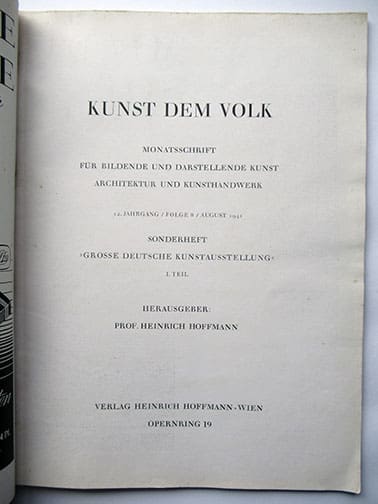 KUNST DEM VOLK
MONATSSCHRIFT
FÜR BILDENDE UND DARSTELLENDE KUNST
ARCHITEKTUR UND KUNSTHANDWERK
12. JAHRGANG / FOLGE 8 / AUGUST 1941
SONDERHEFT
»GROSSE DEUTSCHE KUNSTAUSSTELLUNG«
I. TEIL
HERAUSGEBER:
PROF. HEINRICH HOFFMANN
VERLAG HEINRICH HOFFMANN-WIEN
OPERNRING 19